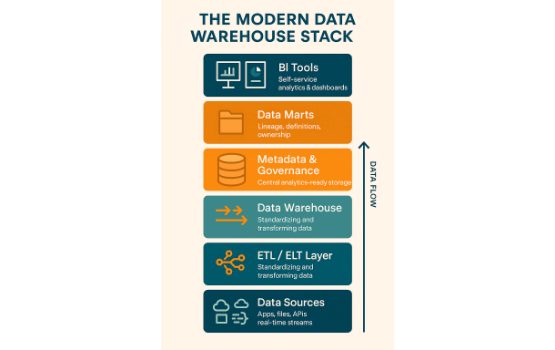 THE MODERN DATA
WAREHOUSE STACK
BI Tools
Self-service
analytics & dashboards
Data Marts
Lineage, definitions,
ownership
Metadata &
Governance
Central analytics-ready storage
Data Warehouse
Standardizing and
transforming data
ETL / ELT Layer
Standardizing and
transforming data
Data Sources
Apps, files, APIs
real-time streams
DATA FLOW